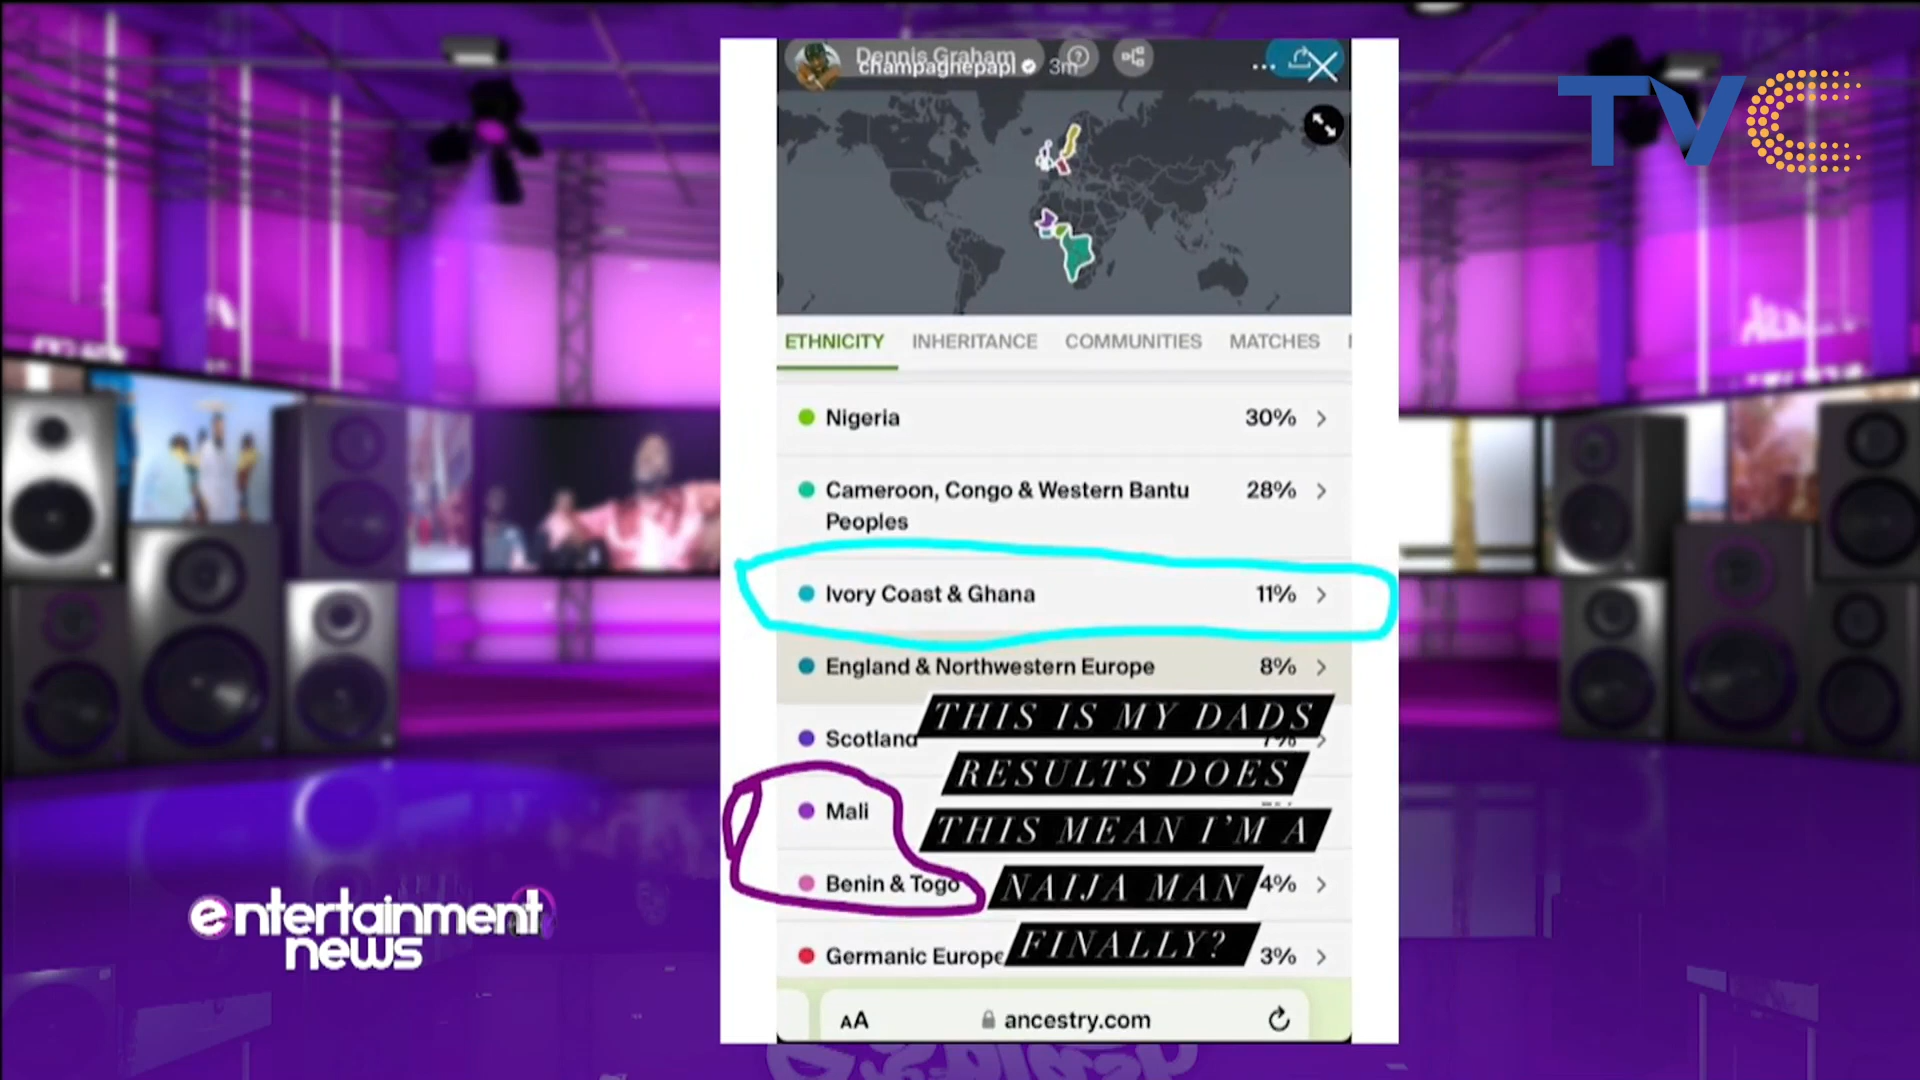 Dennis Graham
champagnepapi 3m
TVC
ETHNICITY INHERITANCE COMMUNITIES MATCHES
Nigeria 30%
Cameroon, Congo & Western Bantu 28%
Peoples
Ivory Coast & Ghana 11%
England & Northwestern Europe 8%
Scotland 7%
Mali
Benin & Togo 4%
Germanic Europe 3%
THIS IS MY DADS
RESULTS DOES
THIS MEAN I'M A
NAIJA MAN
FINALLY?
AA ancestry.com
entertainment
news